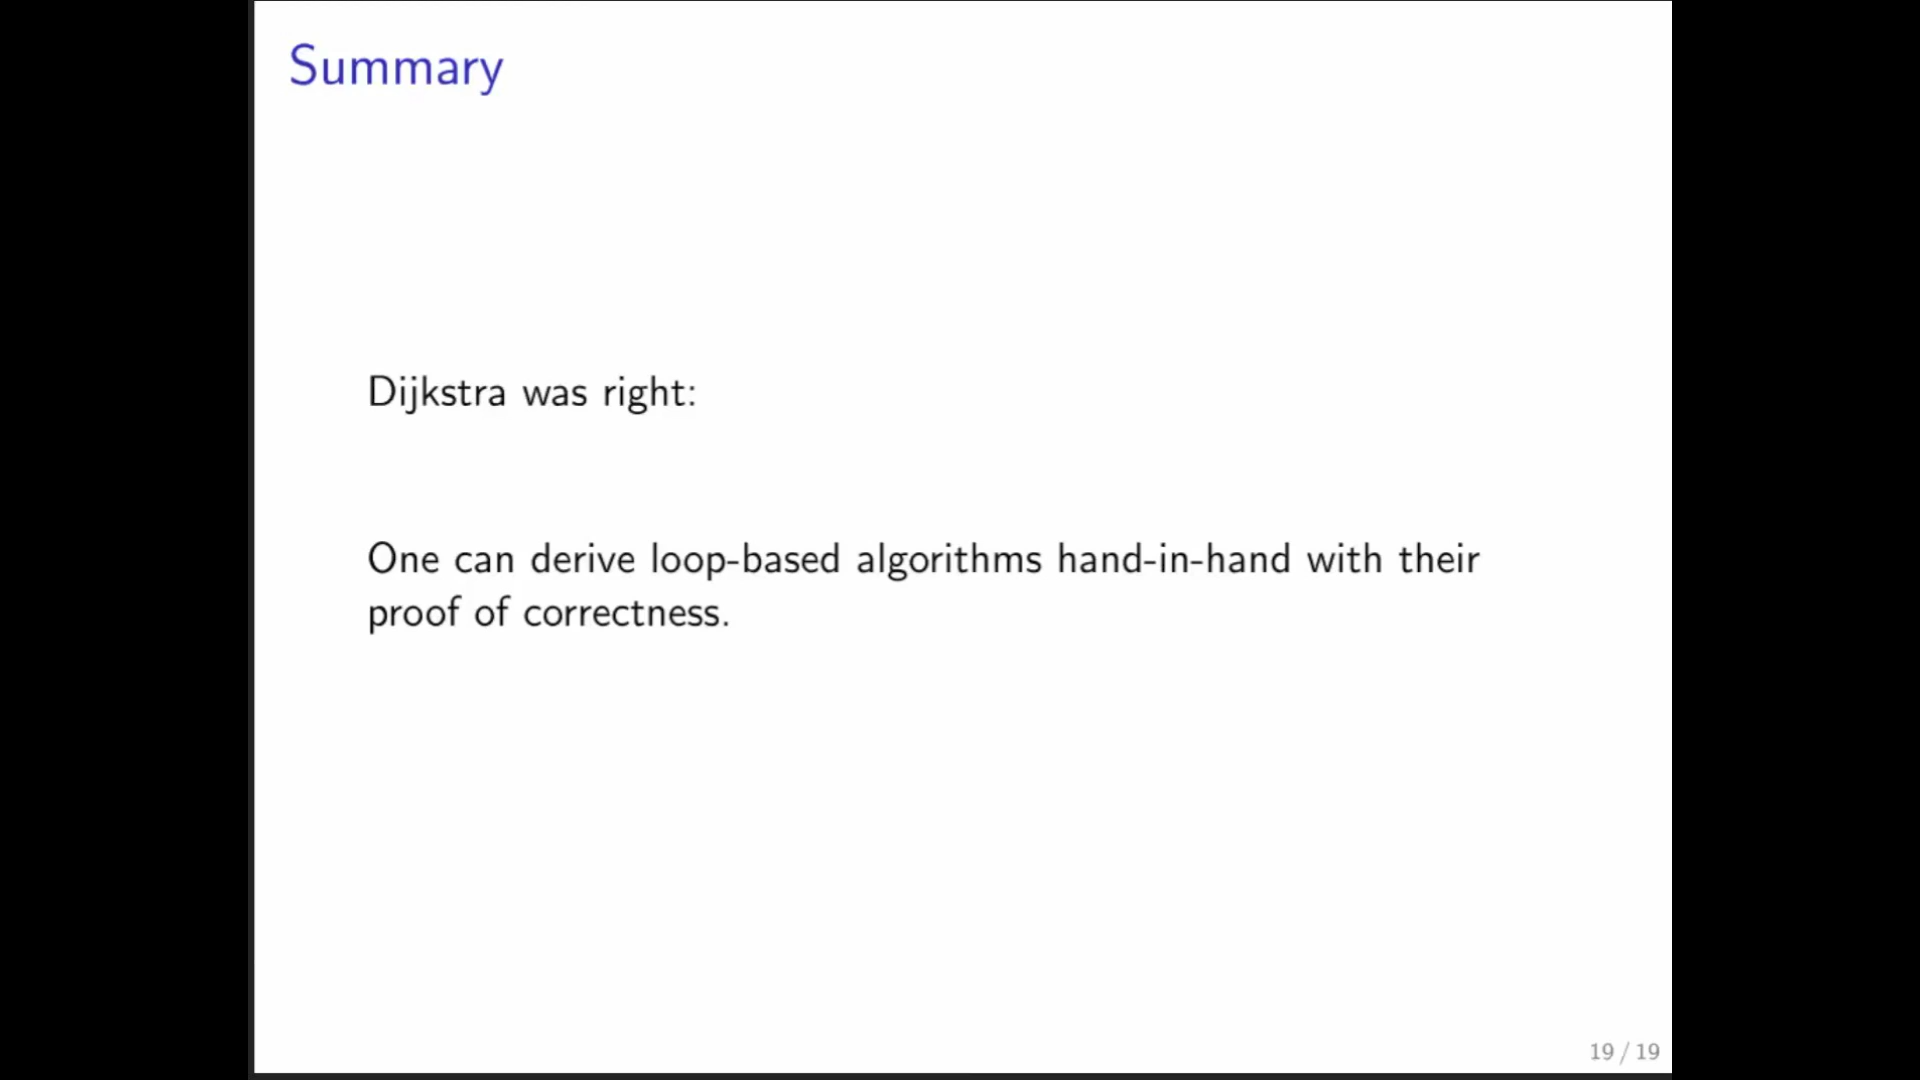 Summary
Dijkstra was right:
One can derive loop-based algorithms hand-in-hand with their
proof of correctness.
19 / 19